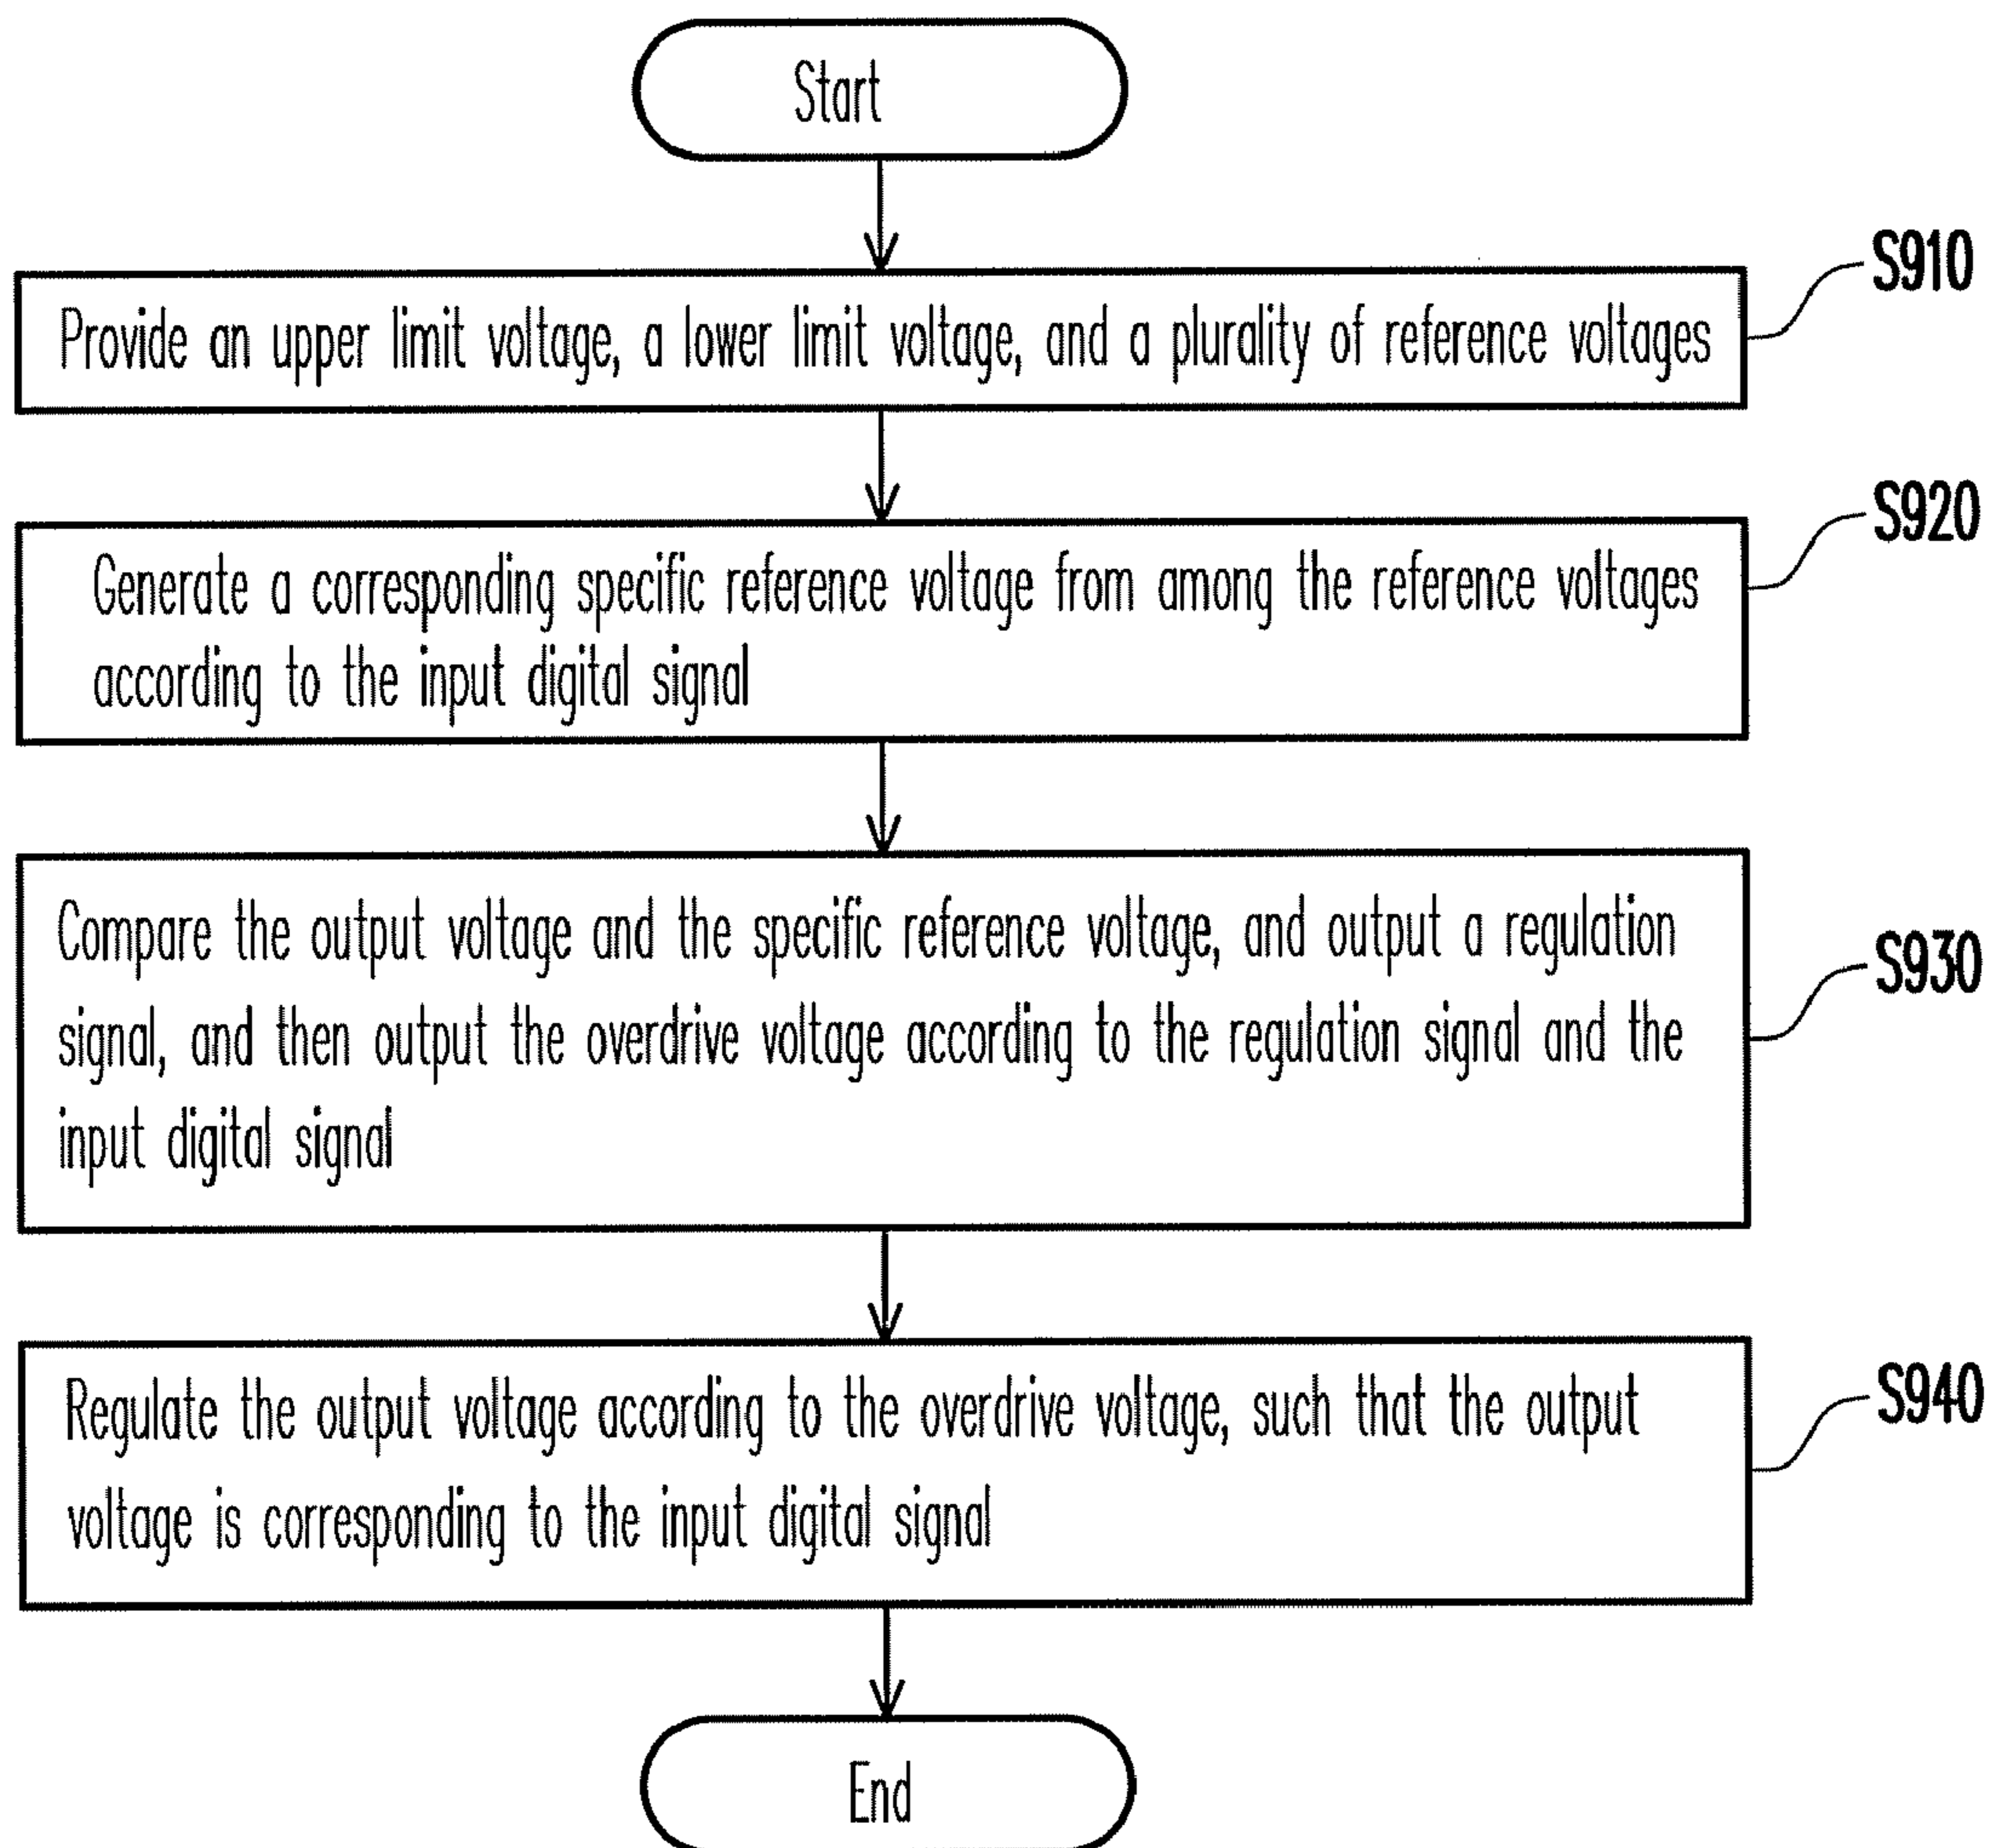 Start
S910
Provide an upper limit voltage, a lower limit voltage, and a plurality of reference voltages
S920
Generate a corresponding specific reference voltage from among the reference voltages
according to the input digital signal
S930
Compare the output voltage and the specific reference voltage, and output a regulation
signal, and then output the overdrive voltage according to the regulation signal and the
input digital signal
S940
Regulate the output voltage according to the overdrive voltage, such that the output
voltage is corresponding to the input digital signal
End